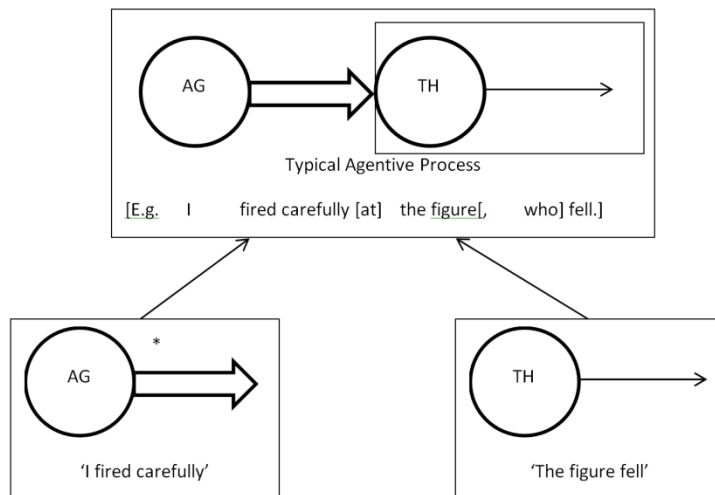 AG TH
Typical Agentive Process
[E.g. I fired carefully [at] the figure[, who] fell.]
*
AG TH
‘I fired carefully’ ‘The figure fell’